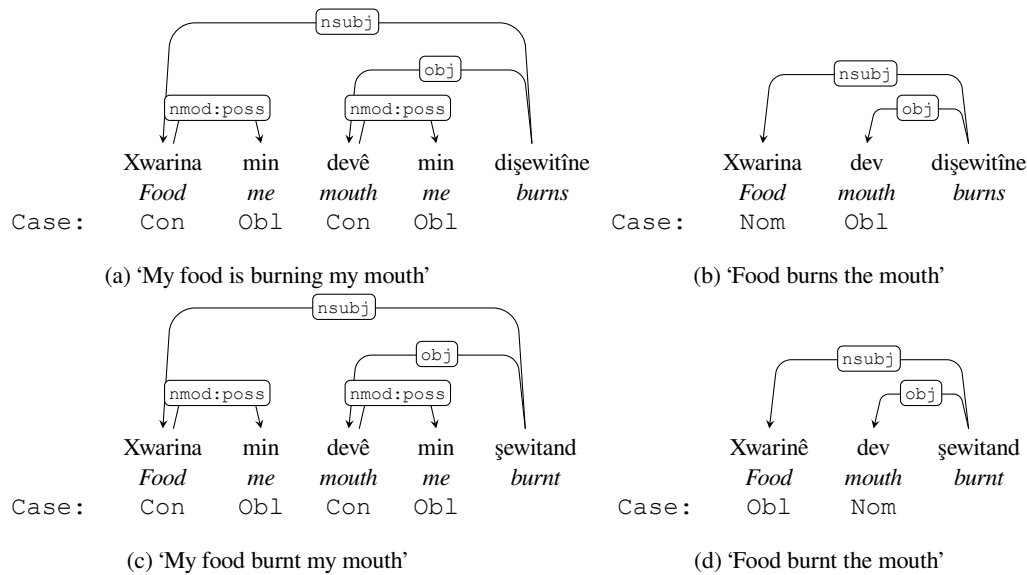 nsubj
obj
nmod:poss nmod:poss
Xwarina min devê min dişewitîne
Food me mouth me burns
Case: Con Obl Con Obl
(a) ‘My food is burning my mouth’
nsubj
obj
Xwarina dev dişewitîne
Food mouth burns
Case: Nom Obl
(b) ‘Food burns the mouth’
nsubj
obj
nmod:poss nmod:poss
Xwarina min devê min şewitand
Food me mouth me burnt
Case: Con Obl Con Obl
(c) ‘My food burnt my mouth’
nsubj
obj
Xwarinê dev şewitand
Food mouth burnt
Case: Obl Nom
(d) ‘Food burnt the mouth’